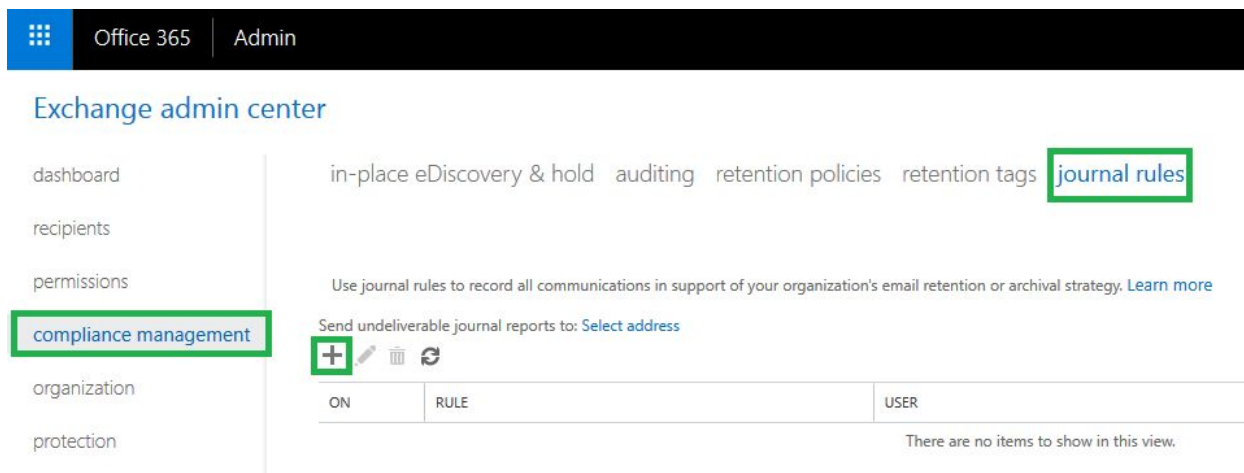 Office 365 Admin
Exchange admin center
dashboard
recipients
permissions
compliance management
organization
protection
in-place eDiscovery & hold auditing retention policies retention tags journal rules
Use journal rules to record all communications in support of your organization's email retention or archival strategy. Learn more
Send undeliverable journal reports to: Select address
ON RULE USER
There are no items to show in this view.